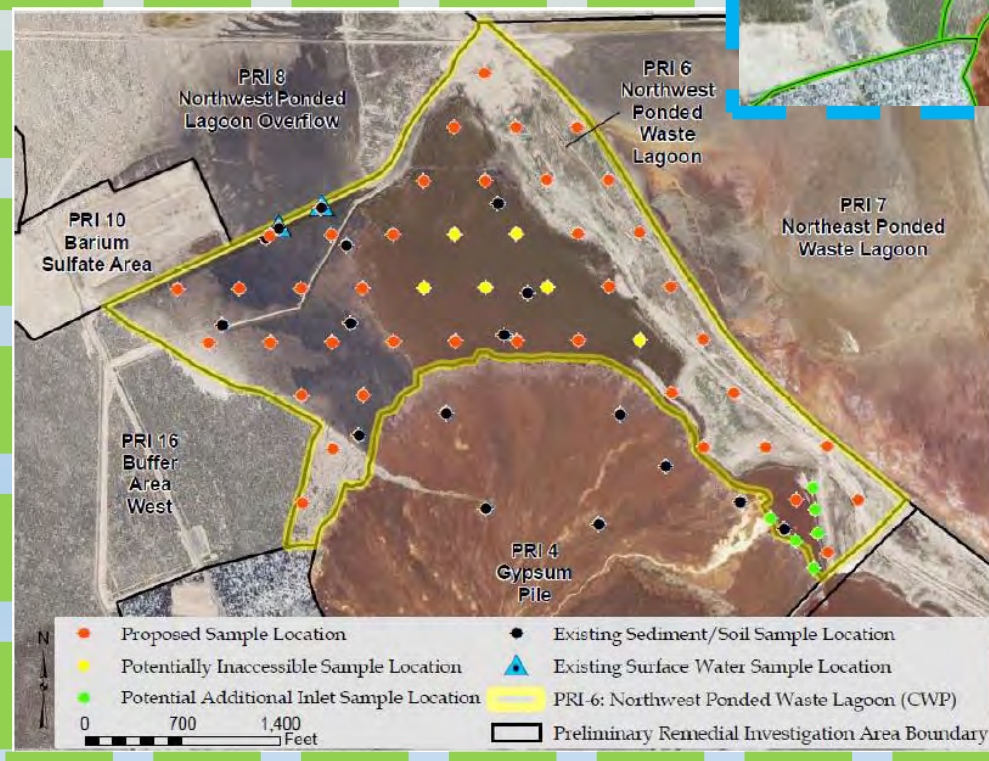 PRI 8
Northwest Ponded
Lagoon Overflow
PRI 6
Northwest
Ponded
Waste
Lagoon
PRI 7
Northeast Ponded
Waste Lagoon
PRI 10
Barium
Sulfate Area
PRI 16
Buffer
Area
West
PRI 4
Gypsum
Pile
N
Proposed Sample Location
Potentially Inaccessible Sample Location
Potential Additional Inlet Sample Location
0 700 1,400
Feet
Existing Sediment/Soil Sample Location
Existing Surface Water Sample Location
PRI-6: Northwest Ponded Waste Lagoon (CWP)
Preliminary Remedial Investigation Area Boundary